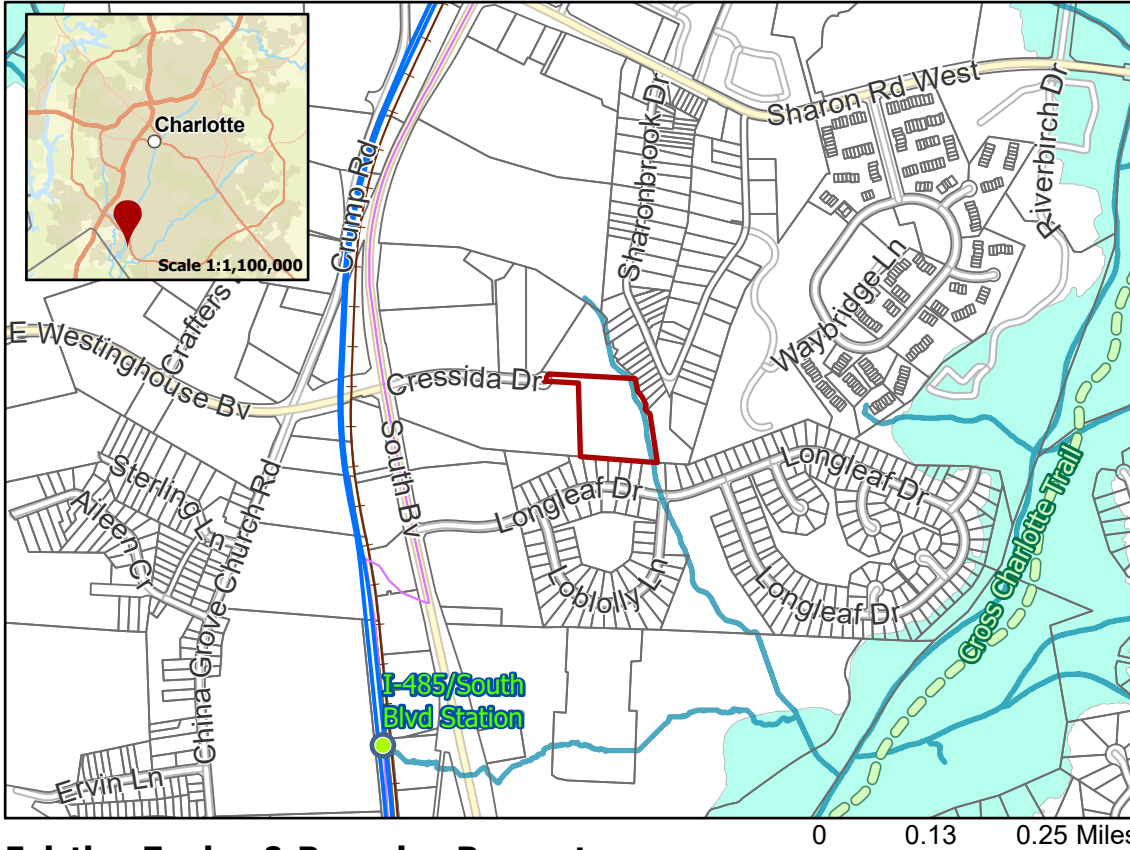 Charlotte
Scale 1:1,100,000
Sharon Rd West
Riverbirch Dr
Sharonbrook Dr
Crump Rd
Crafters
Waybridge Ln
E Westinghouse Bv
Cressida Dr
South Bv
Longleaf Dr
Longleaf Dr
Sterling Ln
Aileen Cr
Loblolly Ln
Longleaf Dr
China Grove Church Rd
Cross Charlotte Trail
I-485/South
Blvd Station
Ervin Ln
0 0.13 0.25 Miles